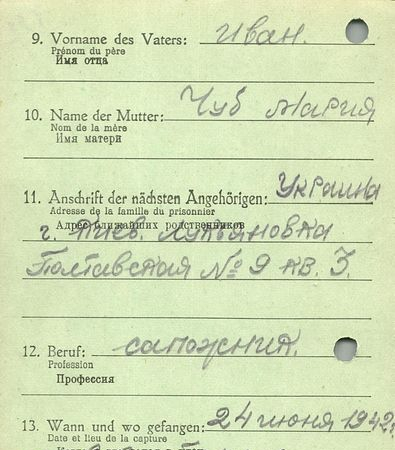 9. Vorname des Vaters: Иван.
Prénom du père
Имя отца
10. Name der Mutter: Чуб Мария
Nom de la mère
Имя матери
11. Anschrift der nächsten Angehörigen: Украина
Adresse de la famille du prisonnier
Адрес ближайших родственников
г. Киев. Лукьяновка
Полтавская № 9 кв. 3.
12. Beruf: сапожник.
Profession
Профессия
13. Wann und wo gefangen: 24 июня 1942г
Date et lieu de la capture